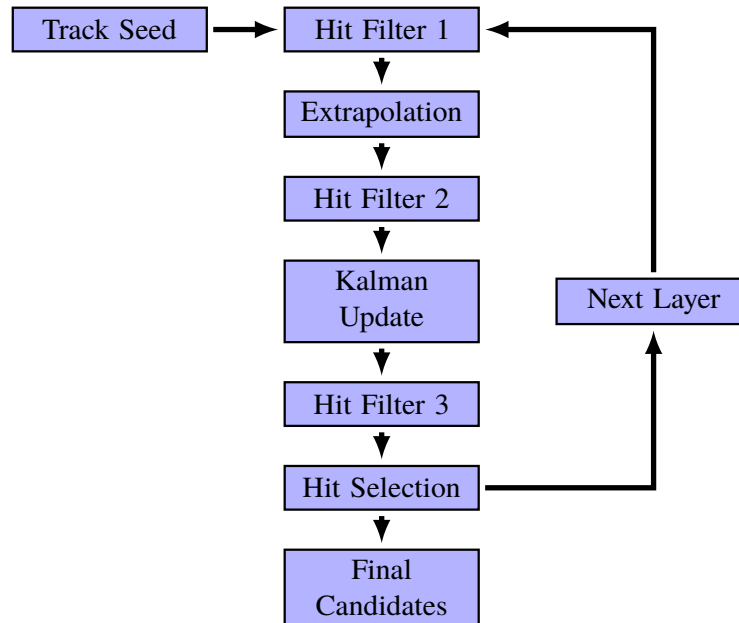 Track Seed
Hit Filter 1
Extrapolation
Hit Filter 2
Kalman
Update
Next Layer
Hit Filter 3
Hit Selection
Final
Candidates